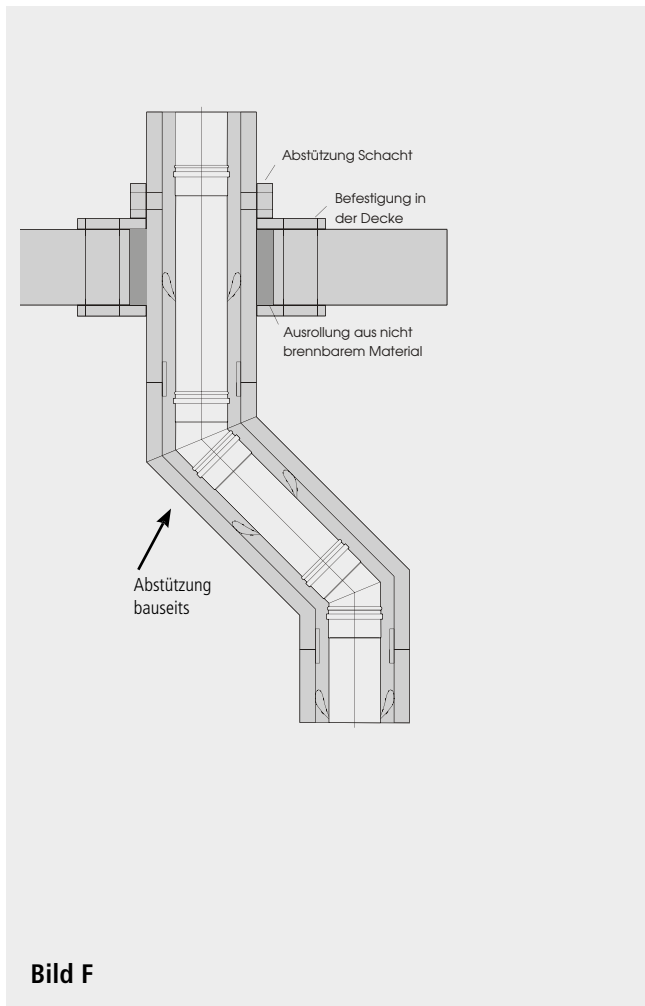 Abstützung Schacht
Befestigung in
der Decke
Ausrollung aus nicht
brennbarem Material
Abstützung
bauseits
Bild F